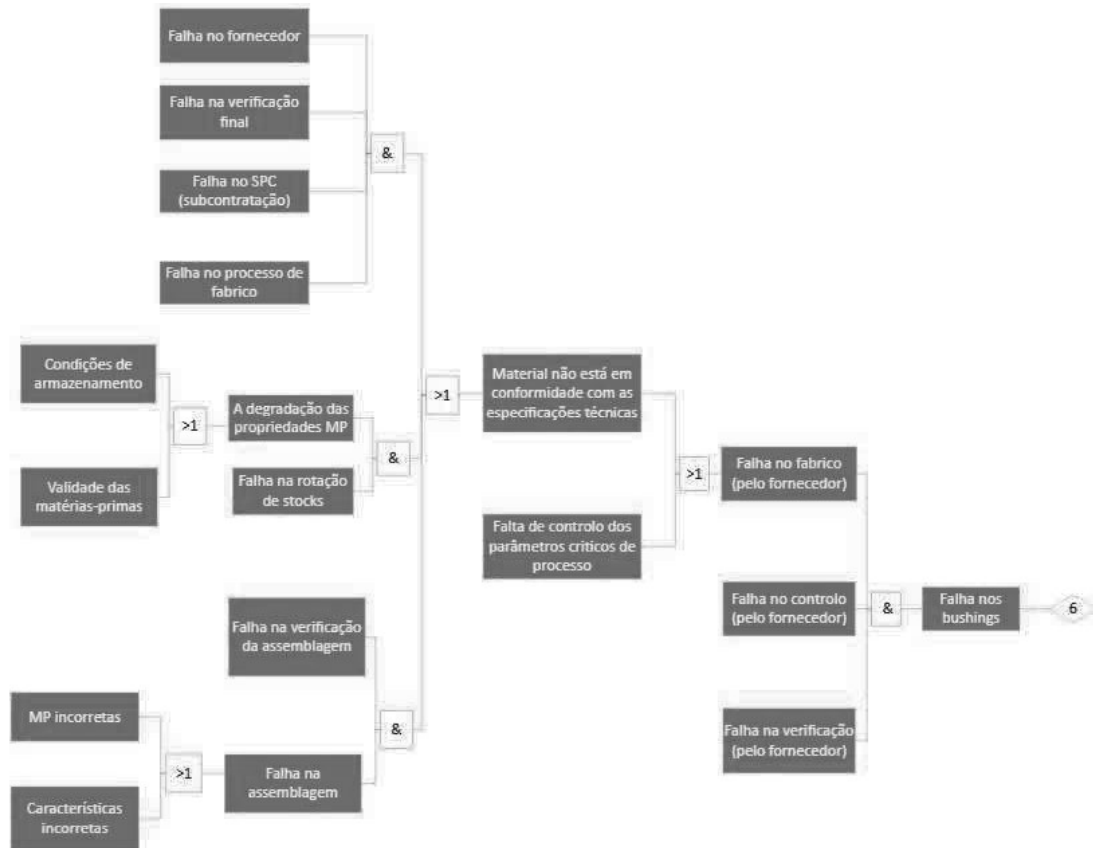 Falha no fornecedor
Falha na verificação
final
&
Falha no SPC
(subcontratação)
Falha no processo de
fabrico
Condições de
armazenamento
>1
Validade das
matérias-primas
A degradação das
propriedades MP
Falha na rotação
de stocks
&
>1
Material não está em
conformidade com as
especificações técnicas
Falta de controlo dos
parâmetros criticos de
processo
>1
Falha no fabrico
(pelo fornecedor)
Falha no controlo
(pelo fornecedor)
&
Falha nos
bushings
6
Falha na verificação
(pelo fornecedor)
Falha na verificação
da assemblagem
&
MP incorretas
>1
Falha na
assemblagem
Características
incorretas